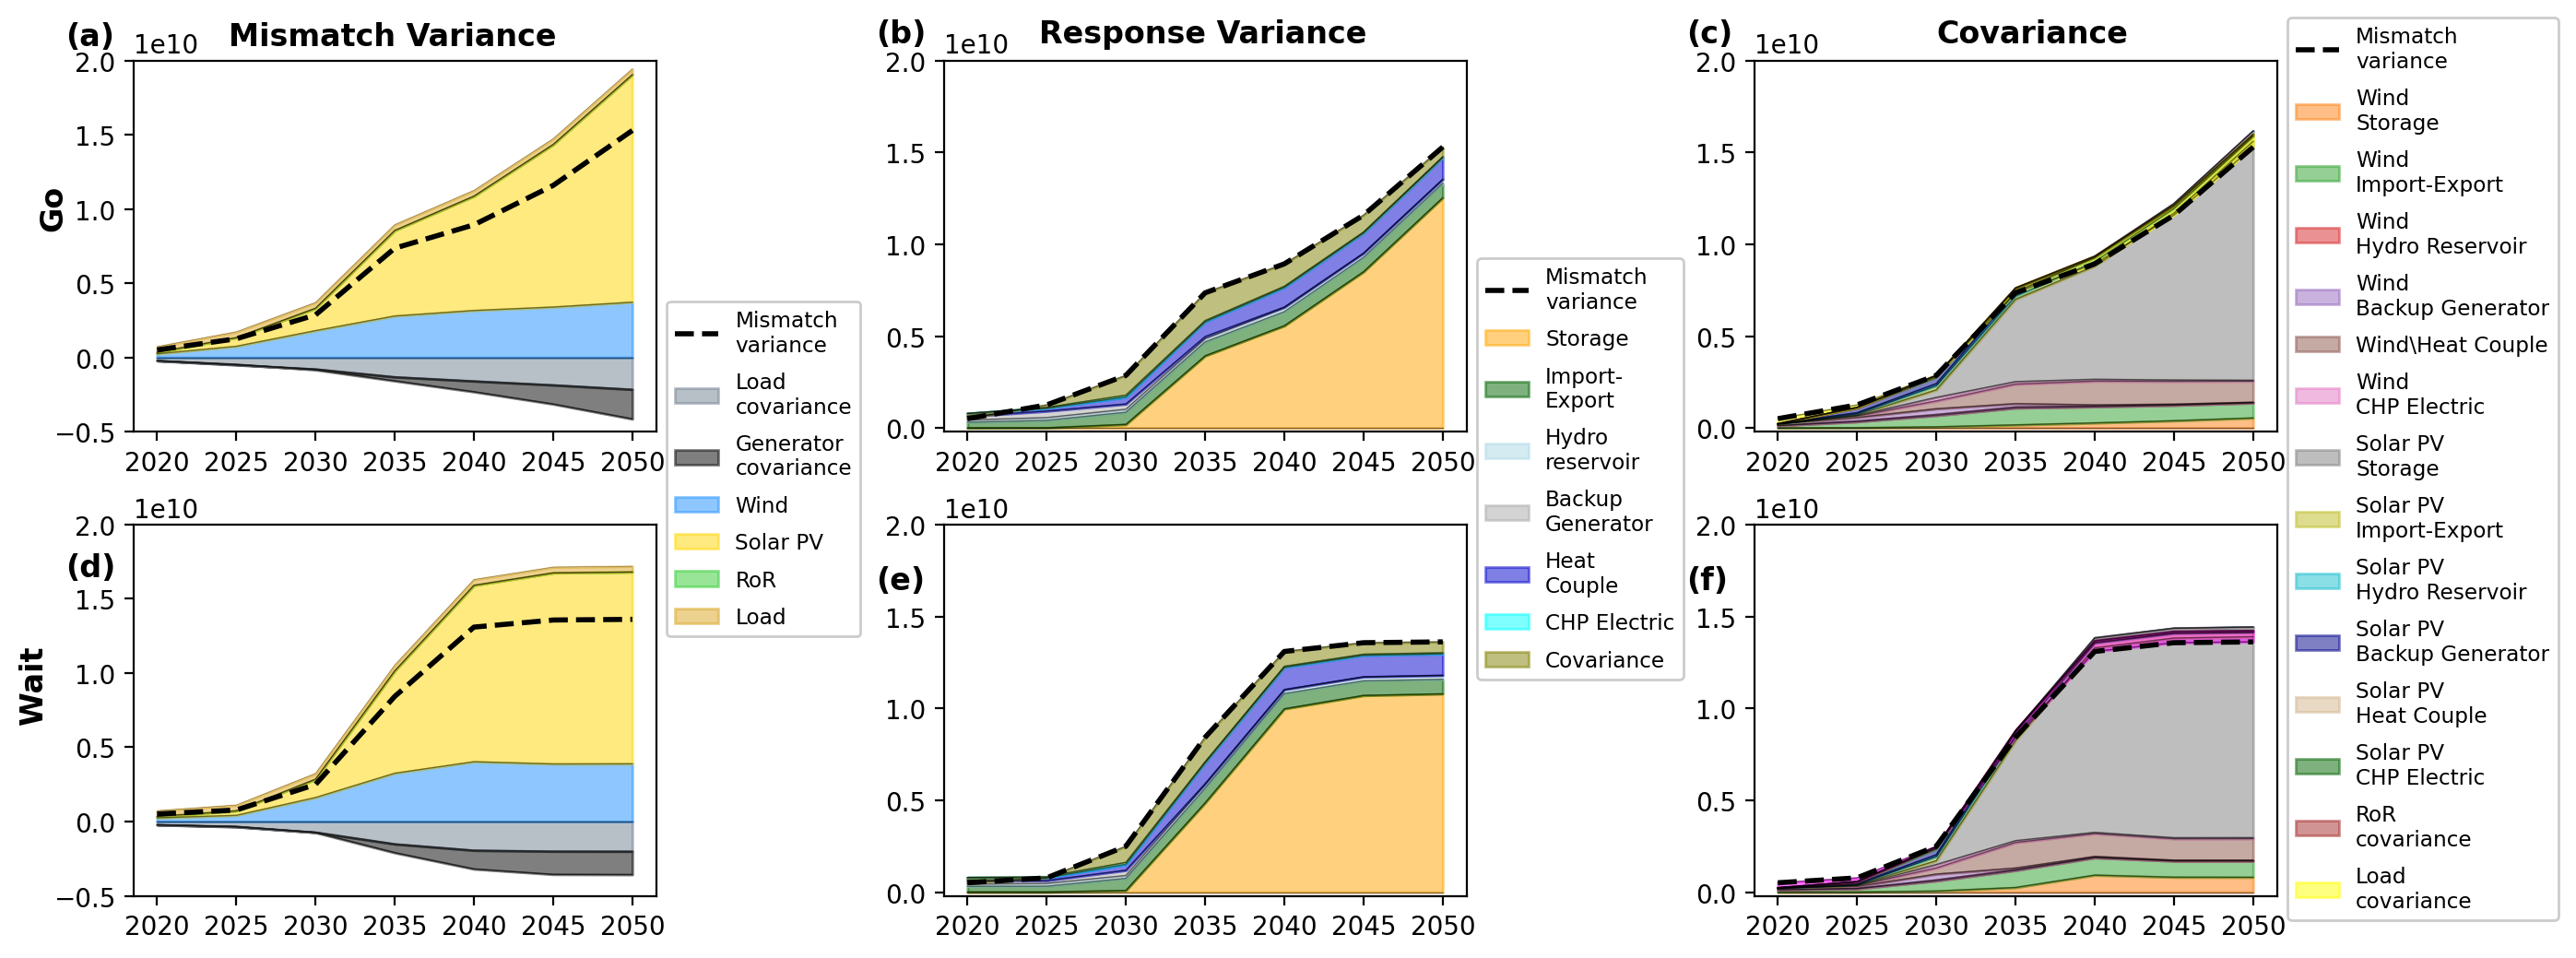 (a)
Mismatch Variance
1e10
2.0
1.5
1.0
0.5
0.0
−0.5
Go
2020 2025 2030 2035 2040 2045 2050
Mismatch
variance
Load
covariance
Generator
covariance
Wind
Solar PV
RoR
Load
(b)
Response Variance
1e10
2.0
1.5
1.0
0.5
0.0
2020 2025 2030 2035 2040 2045 2050
Mismatch
variance
Storage
Import-
Export
Hydro
reservoir
Backup
Generator
Heat
Couple
CHP Electric
Covariance
(c)
Covariance
1e10
2.0
1.5
1.0
0.5
0.0
2020 2025 2030 2035 2040 2045 2050
Mismatch
variance
Wind
Storage
Wind
Import-Export
Wind
Hydro Reservoir
Wind
Backup Generator
Wind\Heat Couple
Wind
CHP Electric
Solar PV
Storage
Solar PV
Import-Export
Solar PV
Hydro Reservoir
Solar PV
Backup Generator
Solar PV
Heat Couple
Solar PV
CHP Electric
RoR
covariance
Load
covariance
(d)
1e10
2.0
1.5
1.0
0.5
0.0
−0.5
Wait
2020 2025 2030 2035 2040 2045 2050
(e)
1e10
2.0
1.5
1.0
0.5
0.0
2020 2025 2030 2035 2040 2045 2050
(f)
1e10
2.0
1.5
1.0
0.5
0.0
2020 2025 2030 2035 2040 2045 2050